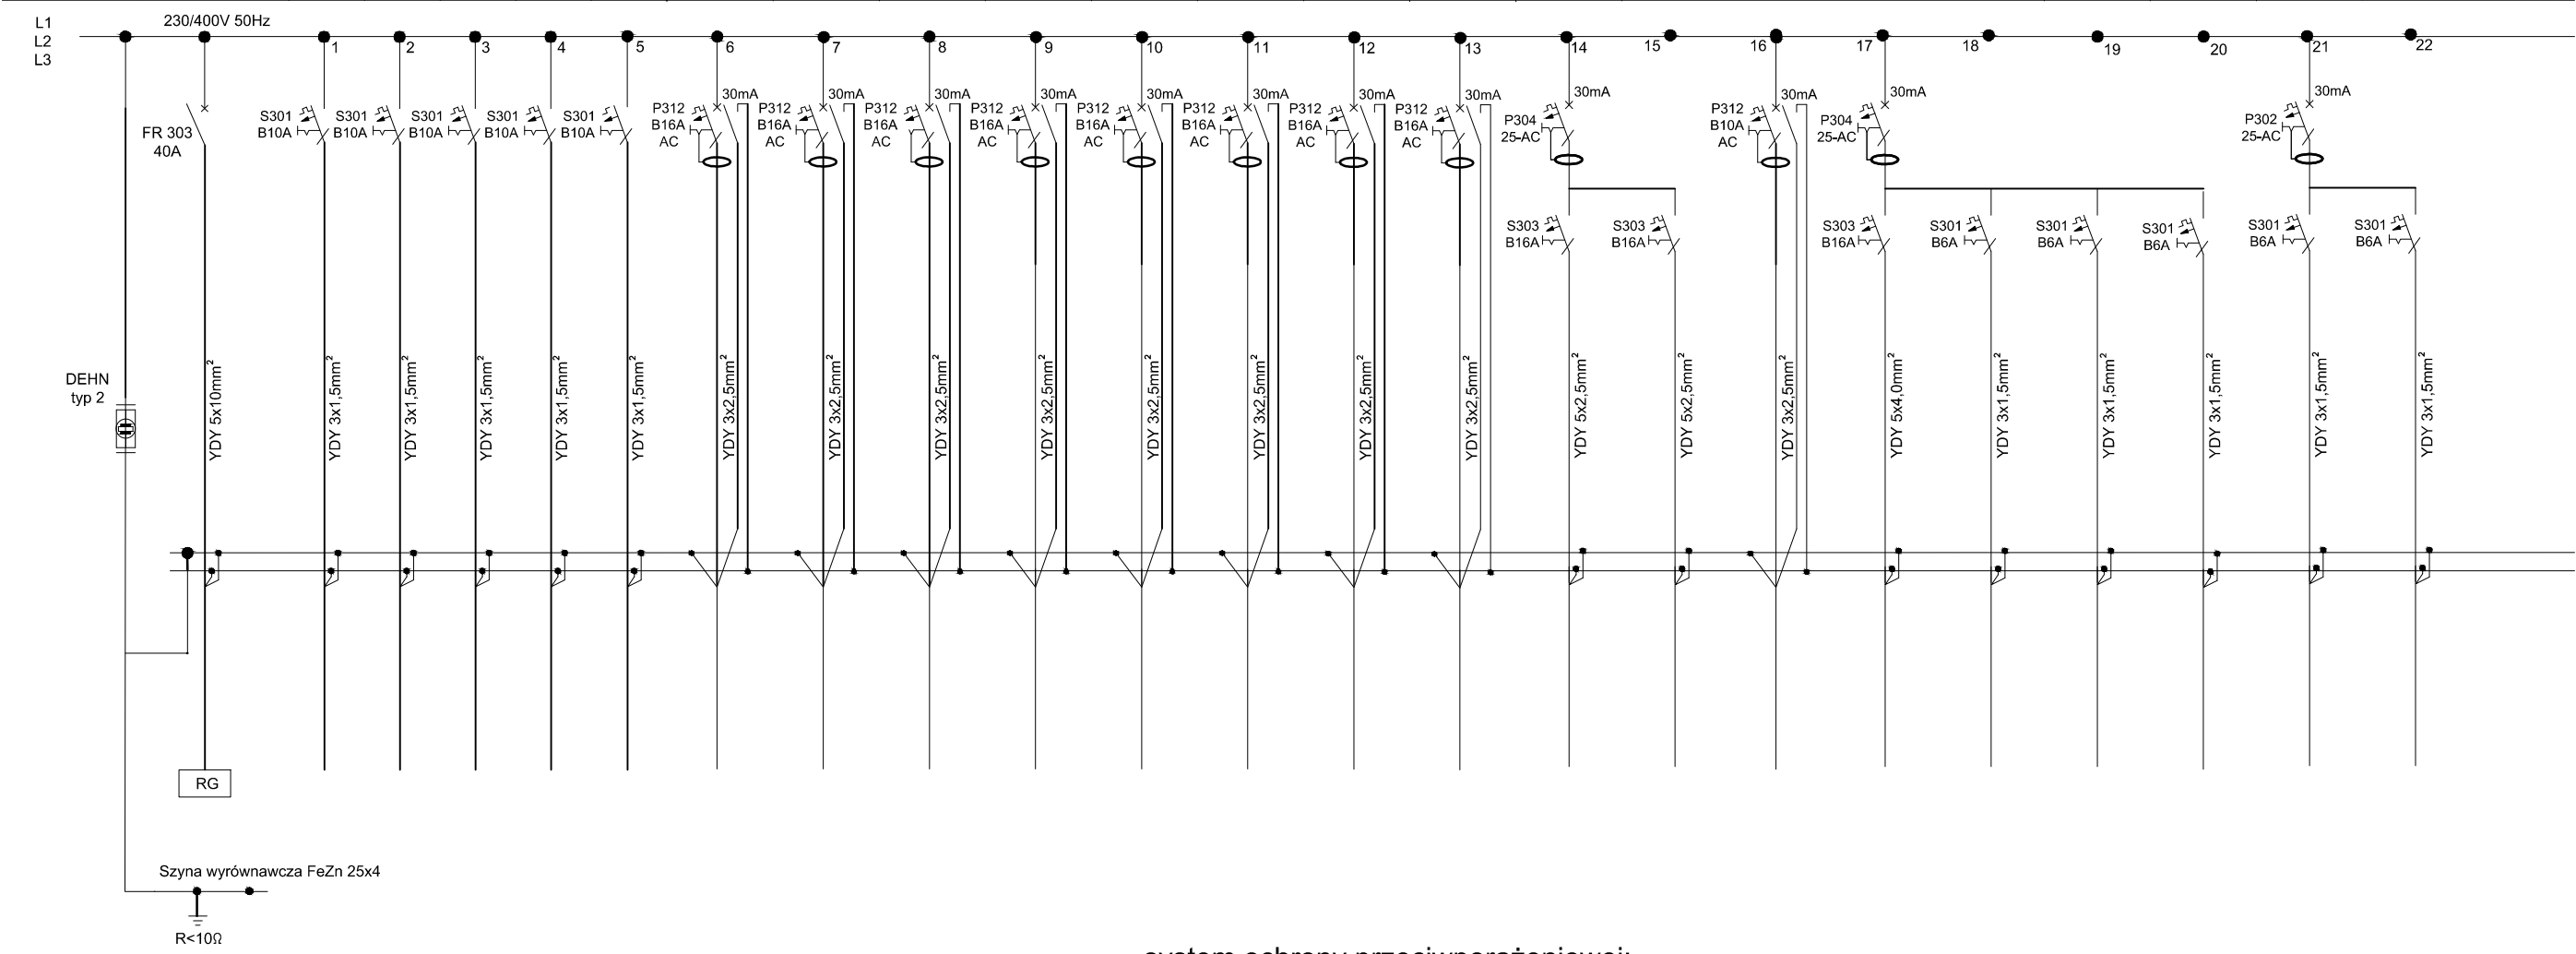 L1
L2
L3
230/400V 50Hz
1
2
3
4
5
6
7
8
9
10
11
12
13
14
15
16
17
18
19
20
21
22
FR 303
40A
S301
B10A
S301
B10A
S301
B10A
S301
B10A
S301
B10A
P312
B16A
AC
30mA
P312
B16A
AC
30mA
P312
B16A
AC
30mA
P312
B16A
AC
30mA
P312
B16A
AC
30mA
P312
B16A
AC
30mA
P312
B16A
AC
30mA
P312
B16A
AC
30mA
P304
25-AC
30mA
P312
B10A
AC
30mA
P304
25-AC
30mA
P302
25-AC
30mA
S303
B16A
S303
B16A
S303
B16A
S301
B6A
S301
B6A
S301
B6A
S301
B6A
S301
B6A
DEHN
typ 2
YDY 5x10mm²
YDY 3x1,5mm²
YDY 3x1,5mm²
YDY 3x1,5mm²
YDY 3x1,5mm²
YDY 3x1,5mm²
YDY 3x2,5mm²
YDY 3x2,5mm²
YDY 3x2,5mm²
YDY 3x2,5mm²
YDY 3x2,5mm²
YDY 3x2,5mm²
YDY 3x2,5mm²
YDY 3x2,5mm²
YDY 5x2,5mm²
YDY 5x2,5mm²
YDY 3x2,5mm²
YDY 5x4,0mm²
YDY 3x1,5mm²
YDY 3x1,5mm²
YDY 3x1,5mm²
YDY 3x1,5mm²
YDY 3x1,5mm²
RG
Szyna wyrównawcza FeZn 25x4
R<10Ω
system ochrony przeciwporażeniowej: